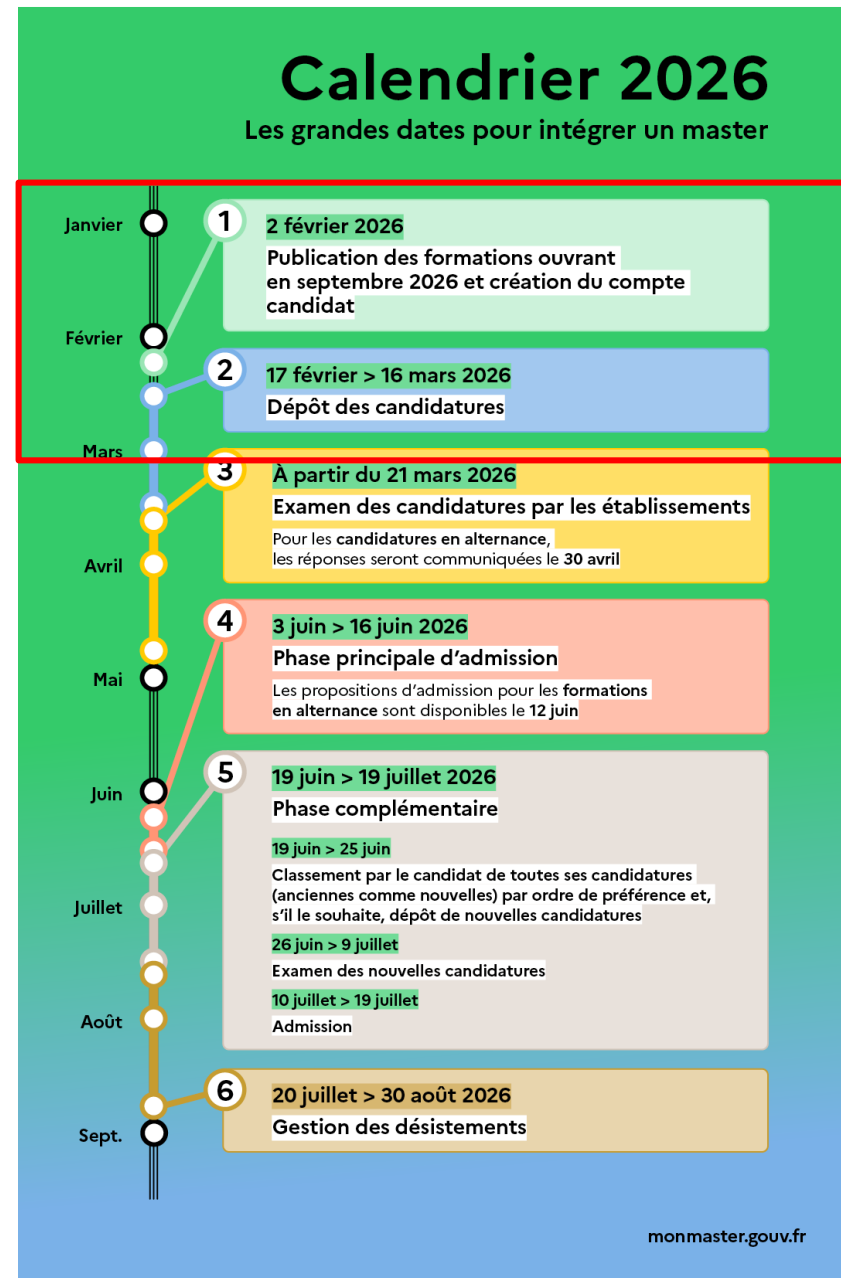 Calendrier 2026
Les grandes dates pour intégrer un master
Janvier
1
2 février 2026
Publication des formations ouvrant
en septembre 2026 et création du compte
candidat
Février
2
17 février > 16 mars 2026
Dépôt des candidatures
Mars
3
À partir du 21 mars 2026
Examen des candidatures par les établissements
Pour les candidatures en alternance,
les réponses seront communiquées le 30 avril
Avril
4
3 juin > 16 juin 2026
Phase principale d’admission
Les propositions d’admission pour les formations
en alternance sont disponibles le 12 juin
Mai
Juin
5
19 juin > 19 juillet 2026
Phase complémentaire
19 juin > 25 juin
Classement par le candidat de toutes ses candidatures
(anciennes comme nouvelles) par ordre de préférence et,
s’il le souhaite, dépôt de nouvelles candidatures
Juillet
26 juin > 9 juillet
Examen des nouvelles candidatures
10 juillet > 19 juillet
Admission
Août
6
20 juillet > 30 août 2026
Gestion des désistements
Sept.
monmaster.gouv.fr